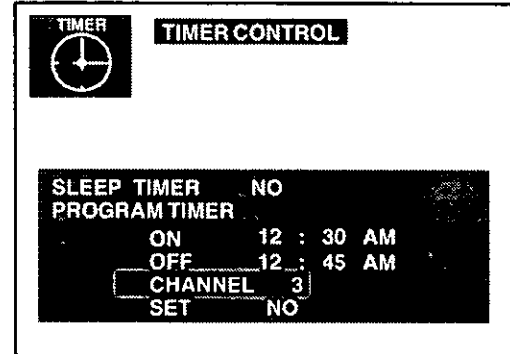 TIMER
TIMER CONTROL
SLEEP TIMER NO
PROGRAM TIMER
ON 12 : 30 AM
OFF 12 : 45 AM
CHANNEL 3
SET NO